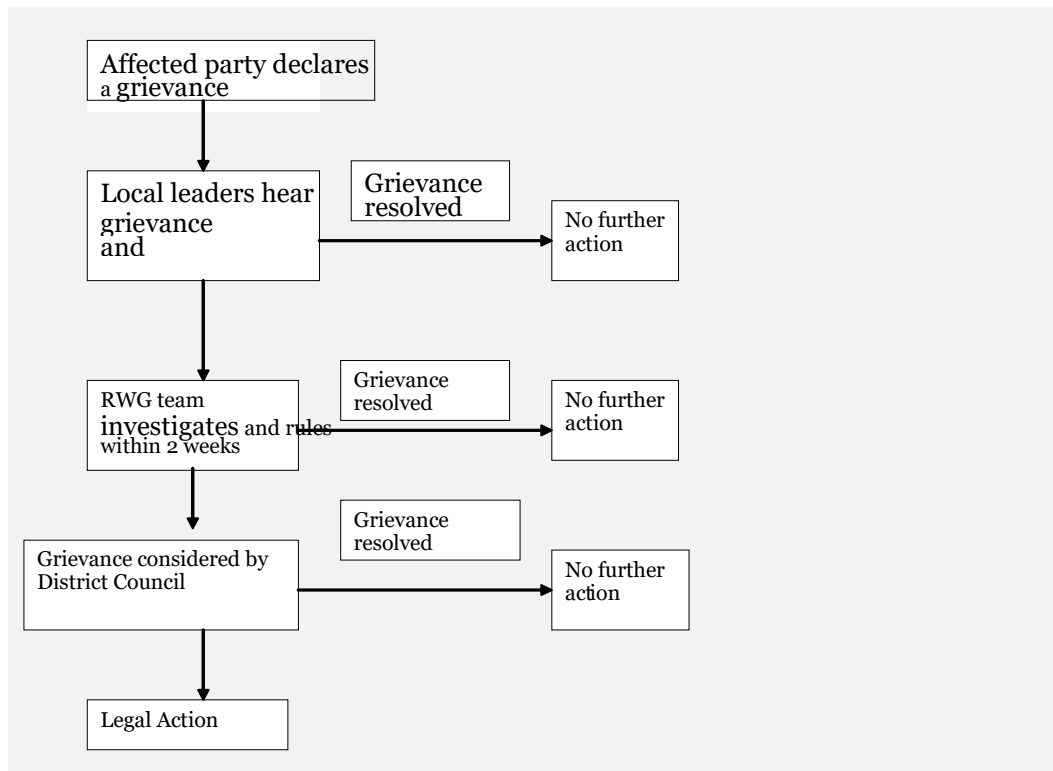 Affected party declares
a grievance
Local leaders hear
grievance
and
Grievance
resolved
No further
action
RWG team
investigates and rules
within 2 weeks
Grievance
resolved
No further
action
Grievance considered by
District Council
Grievance
resolved
No further
action
Legal Action